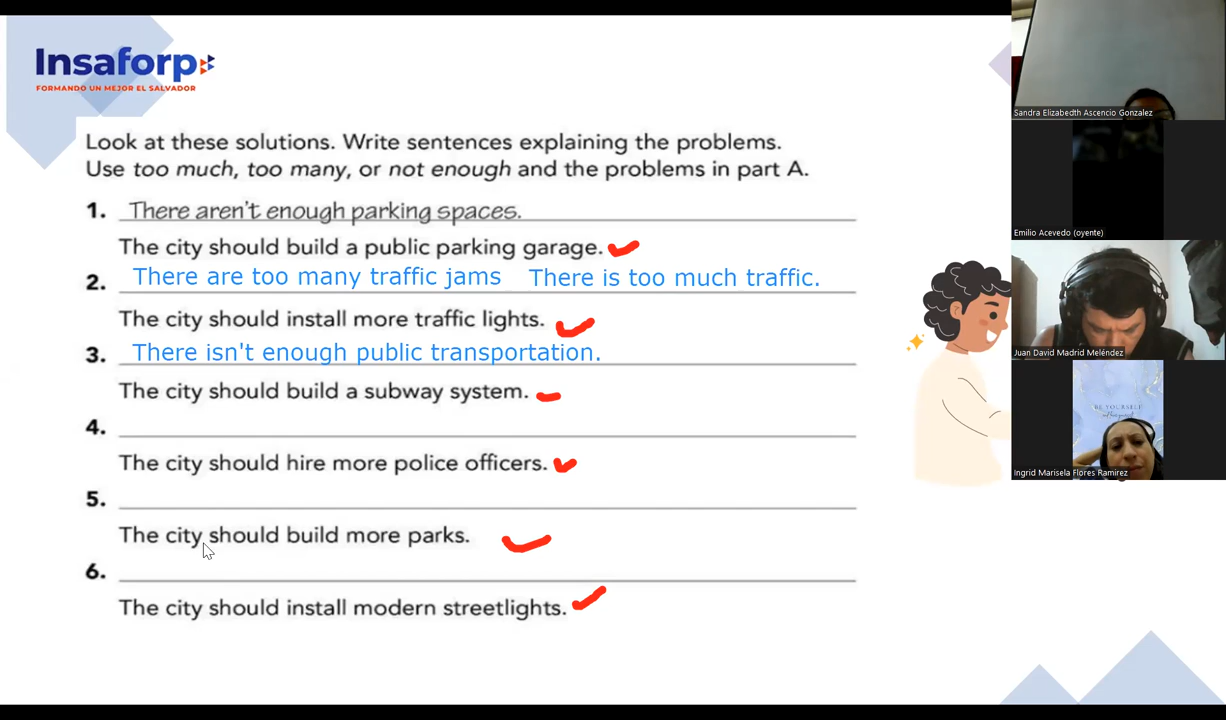 Insaforp
FORMANDO UN MEJOR EL SALVADOR
Look at these solutions. Write sentences explaining the problems.
Use too much, too many, or not enough and the problems in part A.
1. There aren't enough parking spaces.
The city should build a public parking garage.
2. There are too many traffic jams There is too much traffic.
The city should install more traffic lights.
3. There isn't enough public transportation.
The city should build a subway system.
4.
The city should hire more police officers.
5.
The city should build more parks.
6.
The city should install modern streetlights.
Sandra Elizabedth Ascencio Gonzalez
Emilio Acevedo (oyente)
Juan David Madrid Meléndez
BE YOURSELF
Ingrid Marisela Flores Ramirez